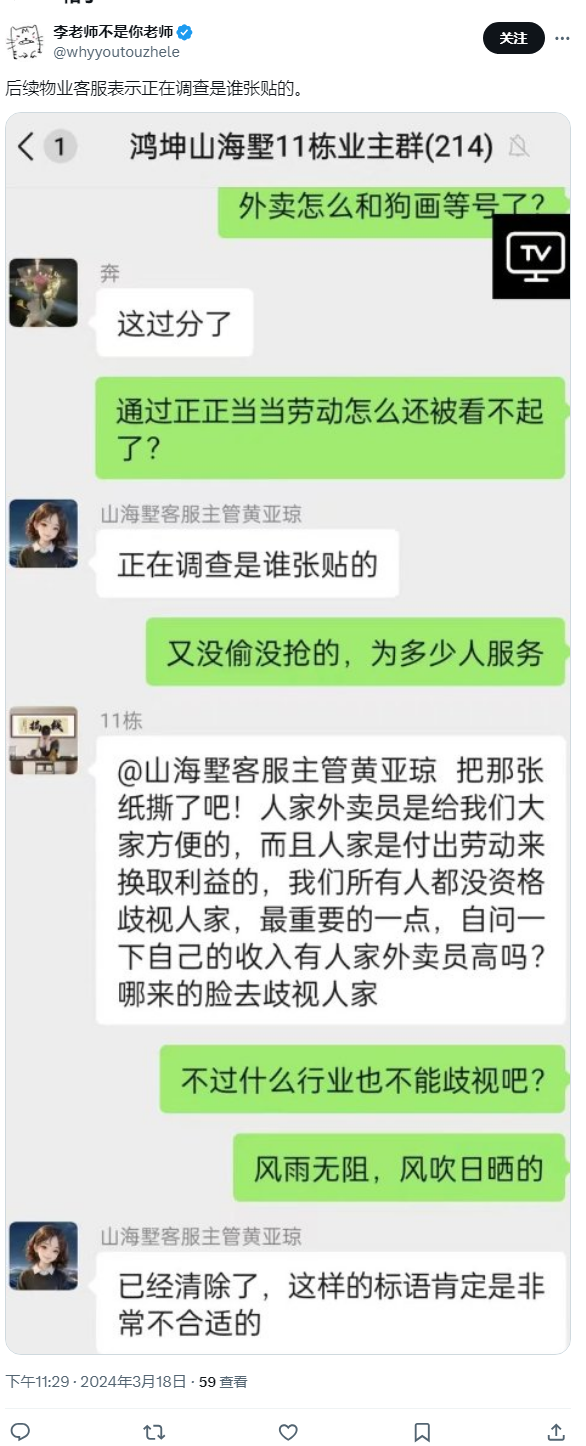 李老师不是你老师
@whyyoutouzhele
关注
后续物业客服表示正在调查是谁张贴的。
1
鸿坤山海墅11栋业主群(214)
外卖怎么和狗画等号了？
TV
奔
这过分了
通过正正当当劳动怎么还被看不起
了？
山海墅客服主管黄亚琼
正在调查是谁张贴的
又没偷没抢的，为多少人服务
11栋
@山海墅客服主管黄亚琼 把那张
纸撕了吧！人家外卖员是给我们大
家方便的，而且人家是付出劳动来
换取利益的，我们所有人都没资格
歧视人家，最重要的一点，自问一
下自己的收入有人家外卖员高吗？
哪来的脸去歧视人家
不过什么行业也不能歧视吧？
风雨无阻，风吹日晒的
山海墅客服主管黄亚琼
已经清除了，这样的标语肯定是非
常不合适的
下午11:29 · 2024年3月18日 · 59 查看